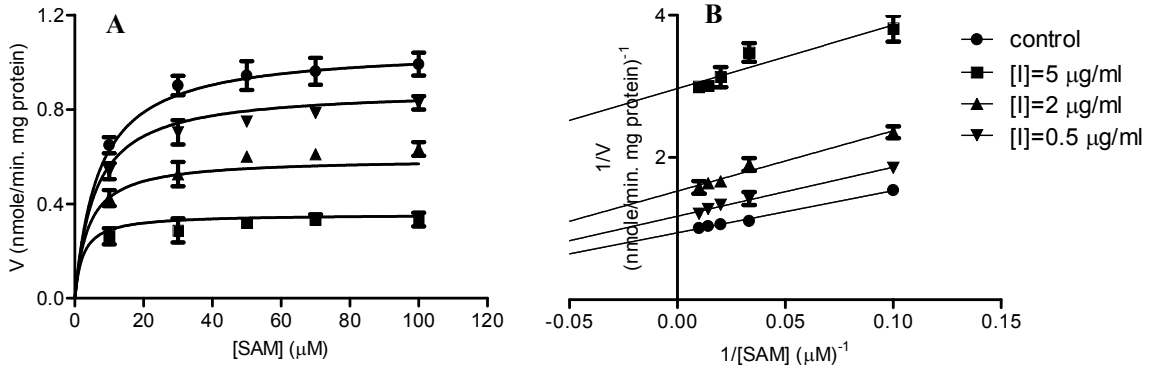 A
V (nmole/min. mg protein)
1.2
0.8
0.4
0.0
0 20 40 60 80 100 120
[SAM] (μM)
B
1/V
(nmole/min. mg protein)⁻¹
4
2
-0.05 0.00 0.05 0.10 0.15
1/[SAM] (μM)⁻¹
control
[I]=5 μg/ml
[I]=2 μg/ml
[I]=0.5 μg/ml